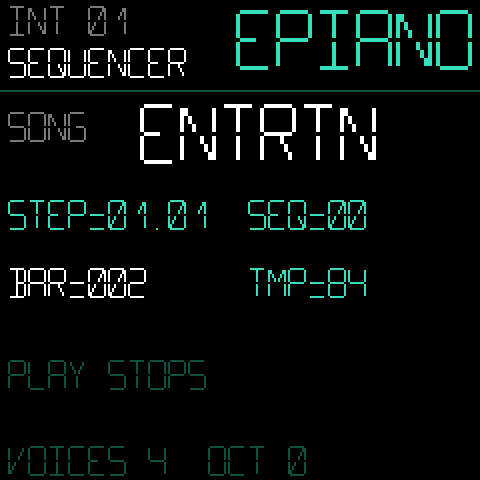 INT 01 EPIANO
SEQUENCER
SONG ENTRTN
STEP=01.01 SEQ=00
BAR=002 TMP=84
PLAY STOPS
VOICES 4 OCT 0